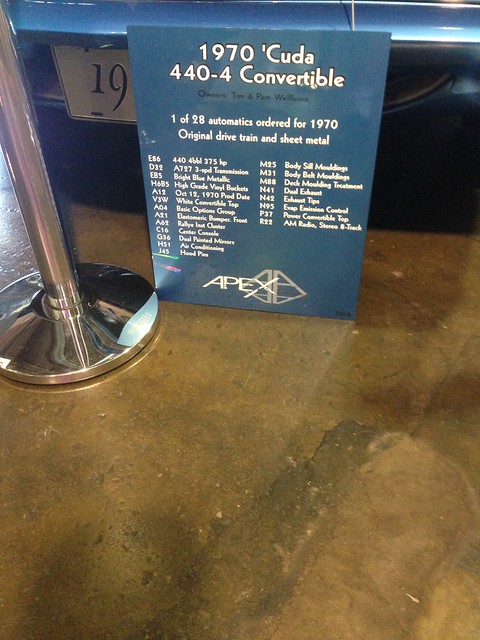 19
1970 'Cuda
440-4 Convertible
Owners: Tim & Pam Wellborn
1 of 28 automatics ordered for 1970
Original drive train and sheet metal
E86 440 4bbl 375 hp
D32 A727 3-spd Transmission
EB5 Bright Blue Metallic
H6B5 High Grade Vinyl Buckets
A12 Oct 12, 1970 Prod Date
V3W White Convertible Top
A04 Basic Options Group
A21 Elastomeric Bumper, Front
A62 Rallye Inst Cluster
C16 Center Console
G36 Dual Painted Mirrors
H51 Air Conditioning
J45 Hood Pins
M25 Body Sill Mouldings
M31 Body Belt Mouldings
M88 Deck Moulding Treatment
N41 Dual Exhaust
N42 Exhaust Tips
N95 Evap Emission Control
P37 Power Convertible Top
R22 AM Radio, Stereo 8-Track
APEX